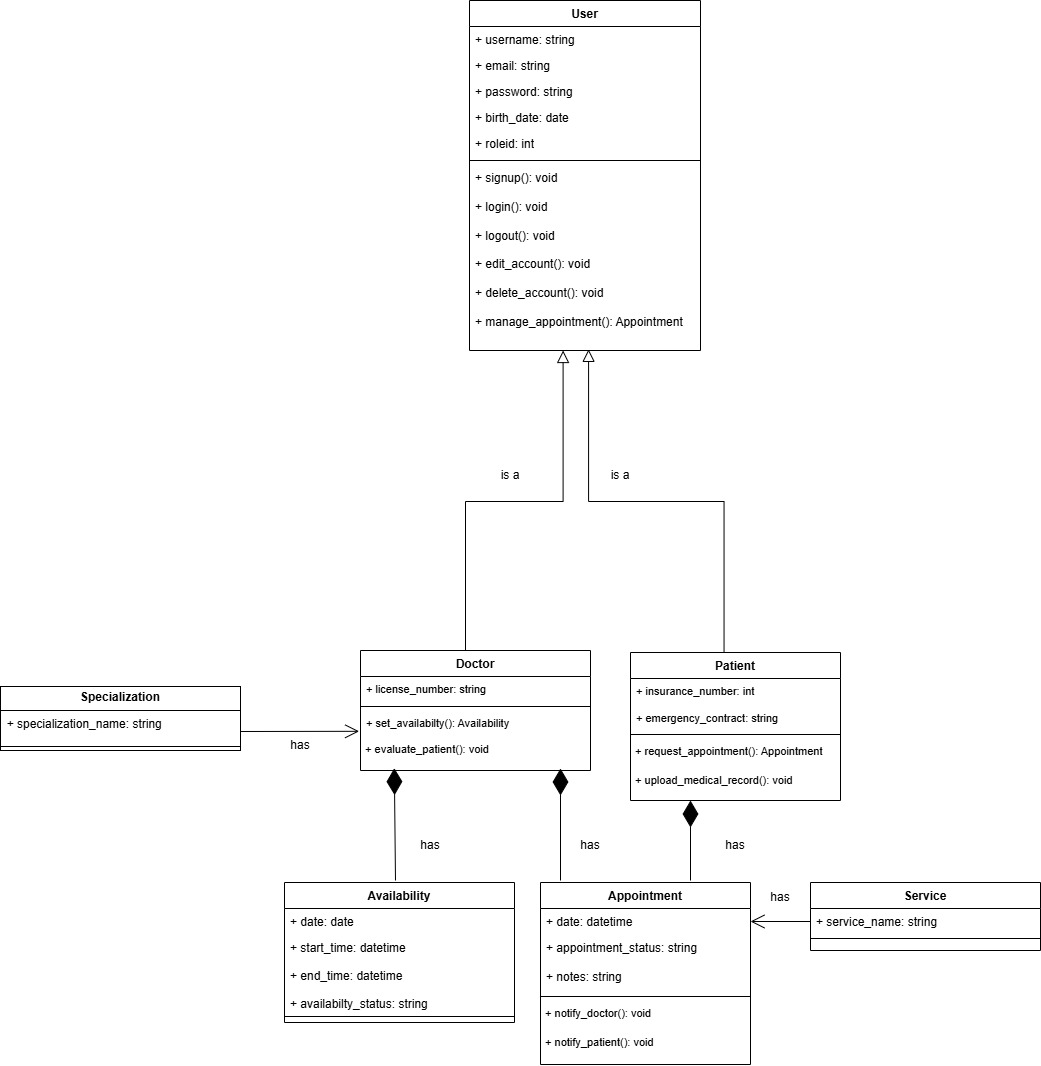 User
+ username: string
+ email: string
+ password: string
+ birth_date: date
+ roleid: int
+ signup(): void
+ login(): void
+ logout(): void
+ edit_account(): void
+ delete_account(): void
+ manage_appointment(): Appointment
is a
is a
Specialization
+ specialization_name: string
has
Doctor
+ license_number: string
+ set_availabilty(): Availability
+ evaluate_patient(): void
Patient
+ insurance_number: int
+ emergency_contract: string
+ request_appointment(): Appointment
+ upload_medical_record(): void
has
has
has
Availability
+ date: date
+ start_time: datetime
+ end_time: datetime
+ availabilty_status: string
Appointment
+ date: datetime
+ appointment_status: string
+ notes: string
+ notify_doctor(): void
+ notify_patient(): void
has
Service
+ service_name: string